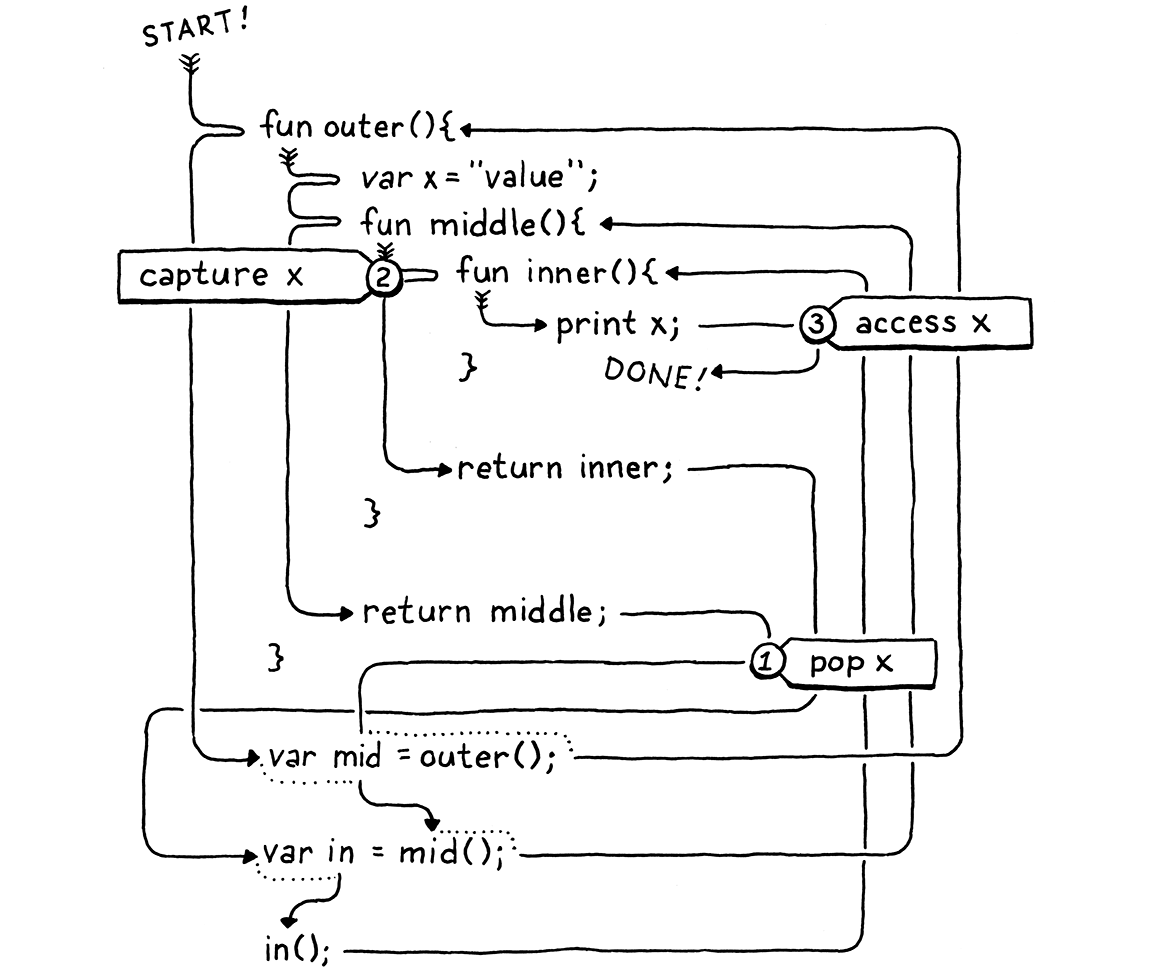 START!
fun outer(){
var x = "value";
fun middle(){
capture x
2
fun inner(){
print x;
3
access x
}
DONE!
return inner;
}
return middle;
}
1
pop x
var mid = outer();
var in = mid();
in();